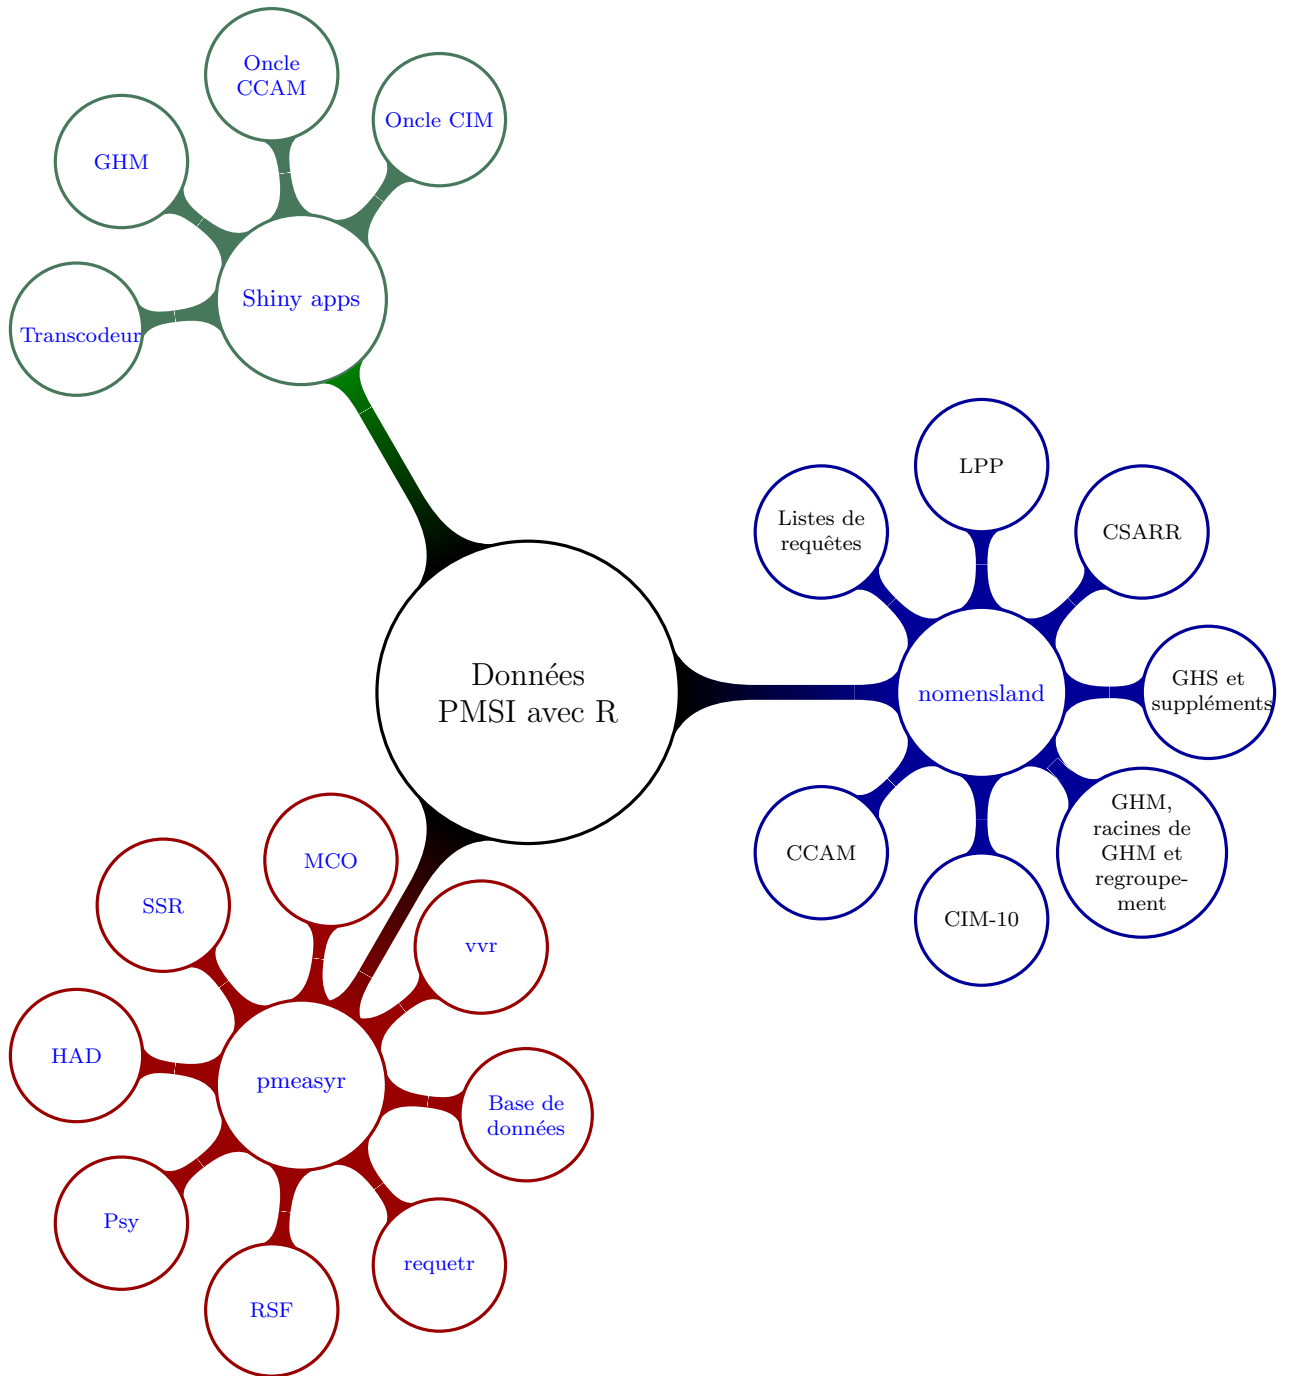 Oncle
CCAM
Oncle CIM
GHM
Shiny apps
Transcodeur
LPP
Listes de
requêtes
CSARR
GHS et
suppléments
nomensland
Données
PMSI avec R
GHM,
racines de
GHM et
regroupe-
ment
CCAM
CIM-10
MCO
SSR
vvr
HAD
pmeasyr
Base de
données
Psy
requetr
RSF